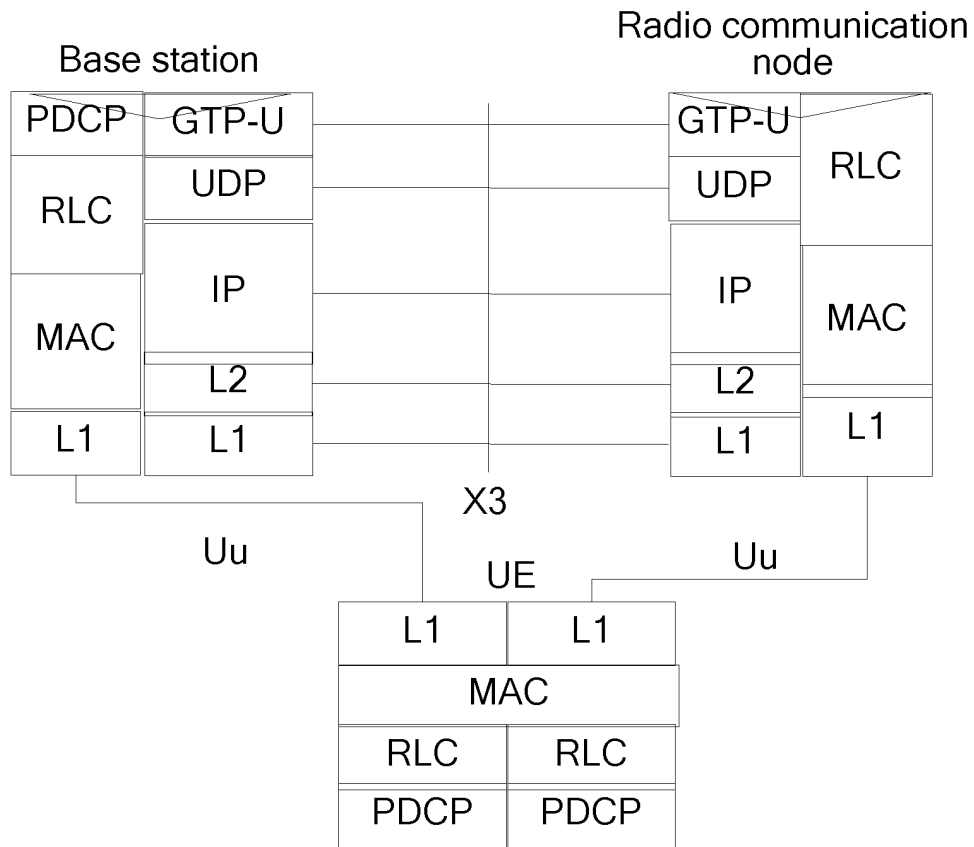 Radio communication
node
Base station
PDCP GTP-U GTP-U RLC
RLC UDP UDP
IP IP
MAC MAC
L2 L2
L1 L1 L1 L1
X3
Uu Uu
UE
L1 L1
MAC
RLC RLC
PDCP PDCP